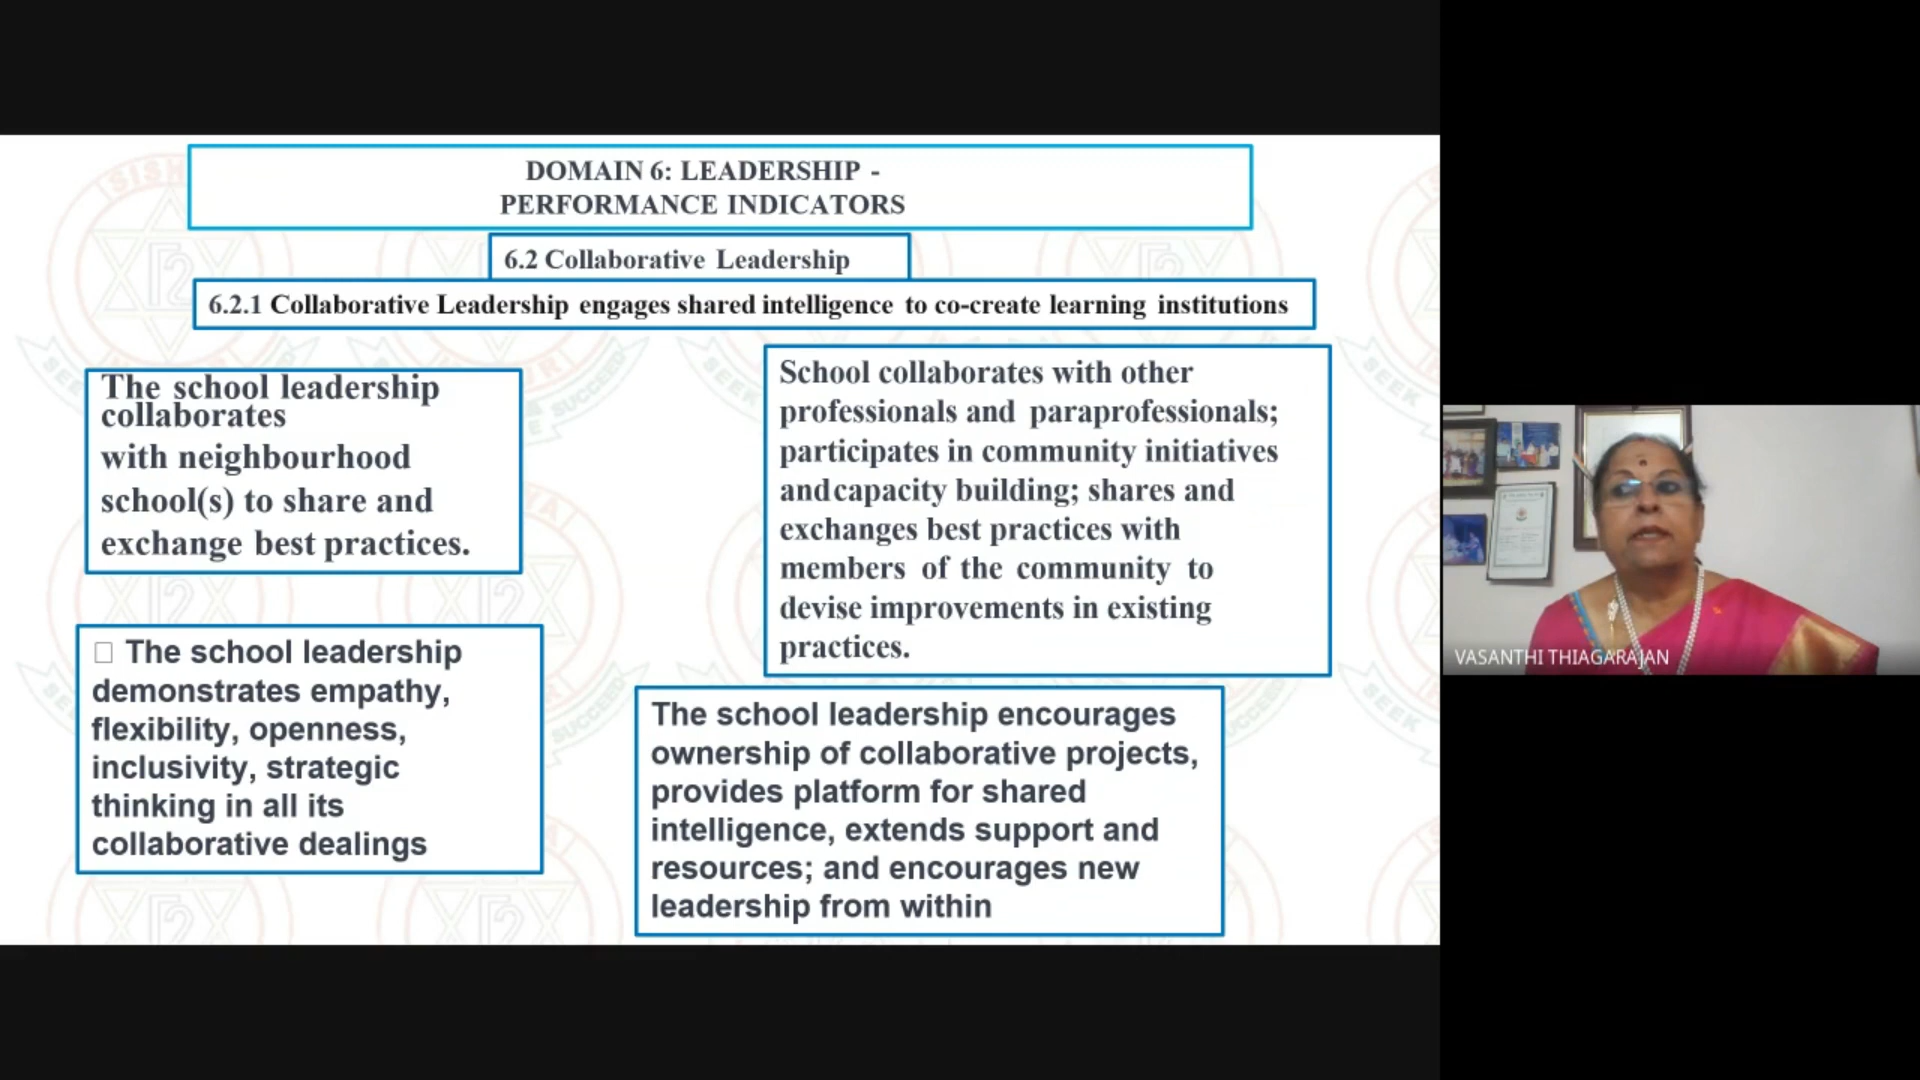 DOMAIN 6: LEADERSHIP -
PERFORMANCE INDICATORS
6.2 Collaborative Leadership
6.2.1 Collaborative Leadership engages shared intelligence to co-create learning institutions
The school leadership
collaborates
with neighbourhood
school(s) to share and
exchange best practices.
School collaborates with other
professionals and paraprofessionals;
participates in community initiatives
andcapacity building; shares and
exchanges best practices with
members of the community to
devise improvements in existing
practices.
□ The school leadership
demonstrates empathy,
flexibility, openness,
inclusivity, strategic
thinking in all its
collaborative dealings
The school leadership encourages
ownership of collaborative projects,
provides platform for shared
intelligence, extends support and
resources; and encourages new
leadership from within
VASANTHI THIAGARAJAN